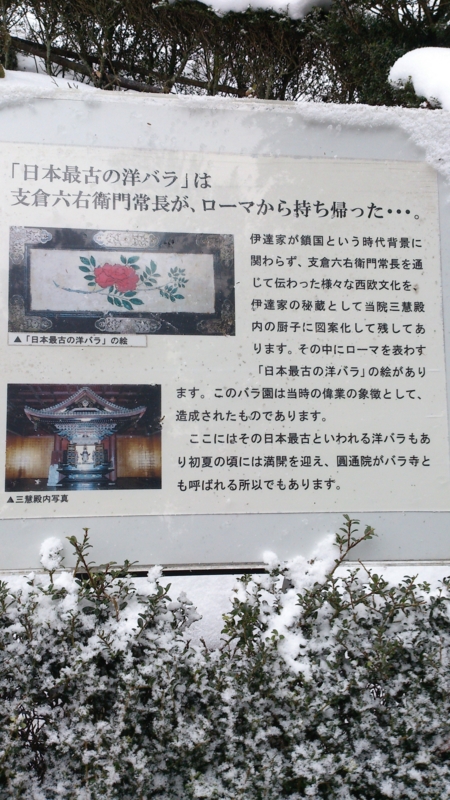 「日本最古の洋バラ」は
支倉六右衛門常長が、ローマから持ち帰った・・・。
伊達家が鎖国という時代背景に
関わらず、支倉六右衛門常長を通
じて伝わった様々な西欧文化を、
伊達家の秘蔵として当院三慧殿
内の厨子に図案化して残してあ
ります。その中にローマを表わす
「日本最古の洋バラ」の絵があり
ます。このバラ園は当時の偉業の象徴として、
造成されたものであります。
ここにはその日本最古といわれる洋バラもあ
り初夏の頃には満開を迎え、圓通院がバラ寺と
も呼ばれる所以でもあります。
▲「日本最古の洋バラ」の絵
▲三慧殿内写真